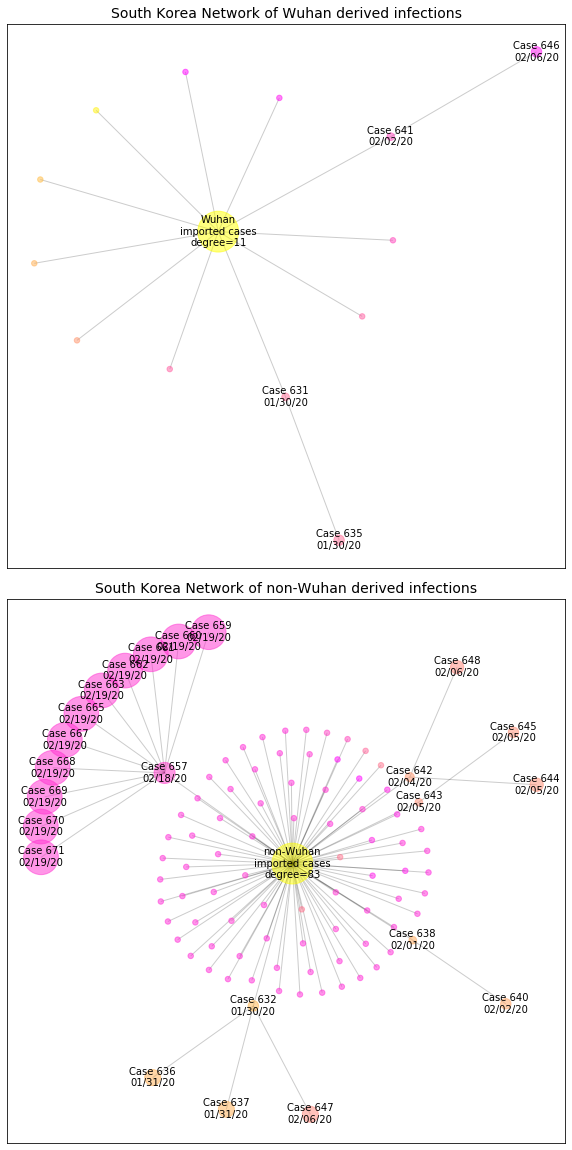 South Korea Network of Wuhan derived infections
Case 646
02/06/20
Case 641
02/02/20
Wuhan
imported cases
degree=11
Case 631
01/30/20
Case 635
01/30/20
South Korea Network of non-Wuhan derived infections
Case 659
02/19/20
Case 660
02/19/20
Case 661
02/19/20
Case 662
02/19/20
Case 663
02/19/20
Case 665
02/19/20
Case 667
02/19/20
Case 668
02/19/20
Case 669
02/19/20
Case 670
02/19/20
Case 671
02/19/20
Case 657
02/18/20
Case 648
02/06/20
Case 645
02/05/20
Case 642
02/04/20
Case 644
02/05/20
Case 643
02/05/20
non-Wuhan
imported cases
degree=83
Case 638
02/01/20
Case 640
02/02/20
Case 632
01/30/20
Case 636
01/31/20
Case 637
01/31/20
Case 647
02/06/20